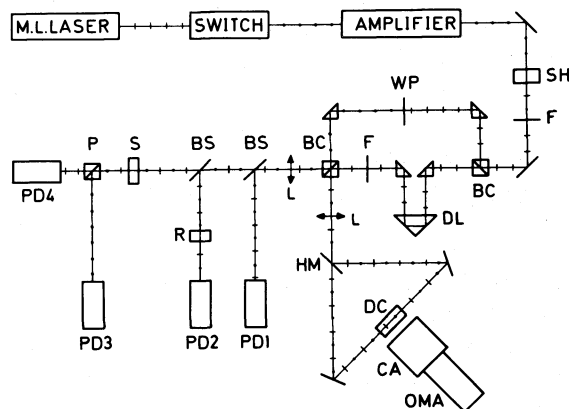 M.L.LASER SWITCH AMPLIFIER
SH
WP
F
P S BS BS BC F
BC
PD4 L DL
R L
HM
DC
PD3 PD2 PD1
CA
OMA